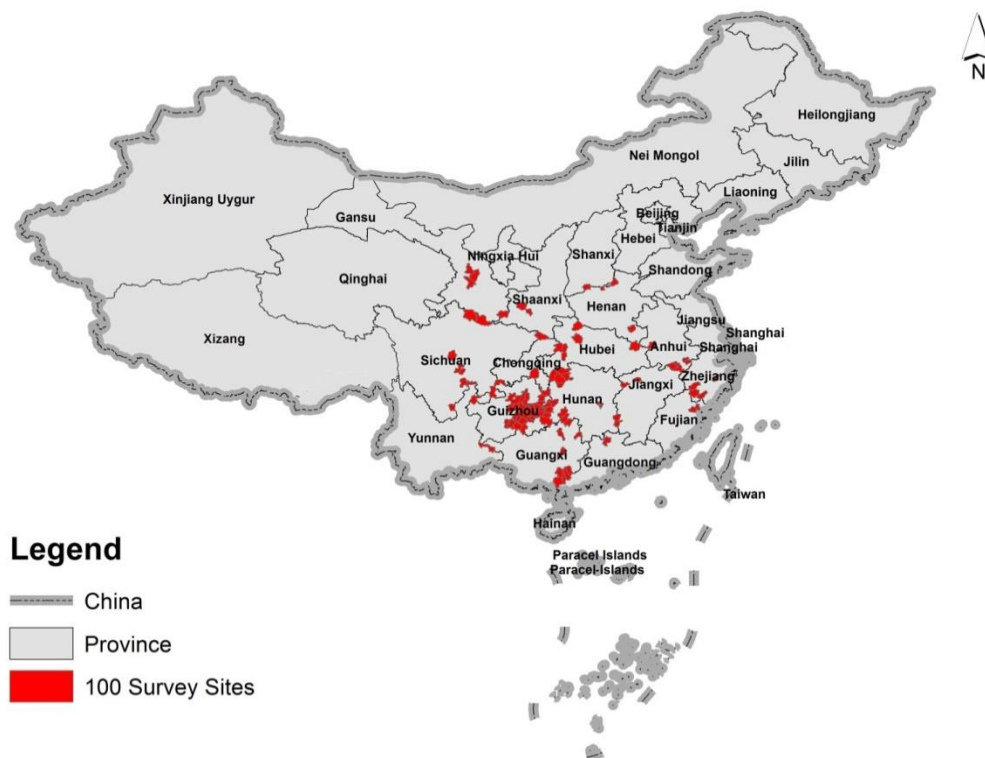 N
Heilongjiang
Nei Mongol
Jilin
Liaoning
Xinjiang Uygur
Gansu
Beijing
Tianjin
Hebei
Ningxia Hui
Shanxi
Shandong
Qinghai
Shaanxi
Henan
Jiangsu
Shanghai
Xizang
Anhui
Shanghai
Hubei
Sichuan
Chongqing
Zhejiang
Jiangxi
Hunan
Guizhou
Fujian
Yunnan
Guangxi
Guangdong
Taiwan
Hainan
Paracel Islands
Paracel-Islands
Legend
China
Province
100 Survey Sites